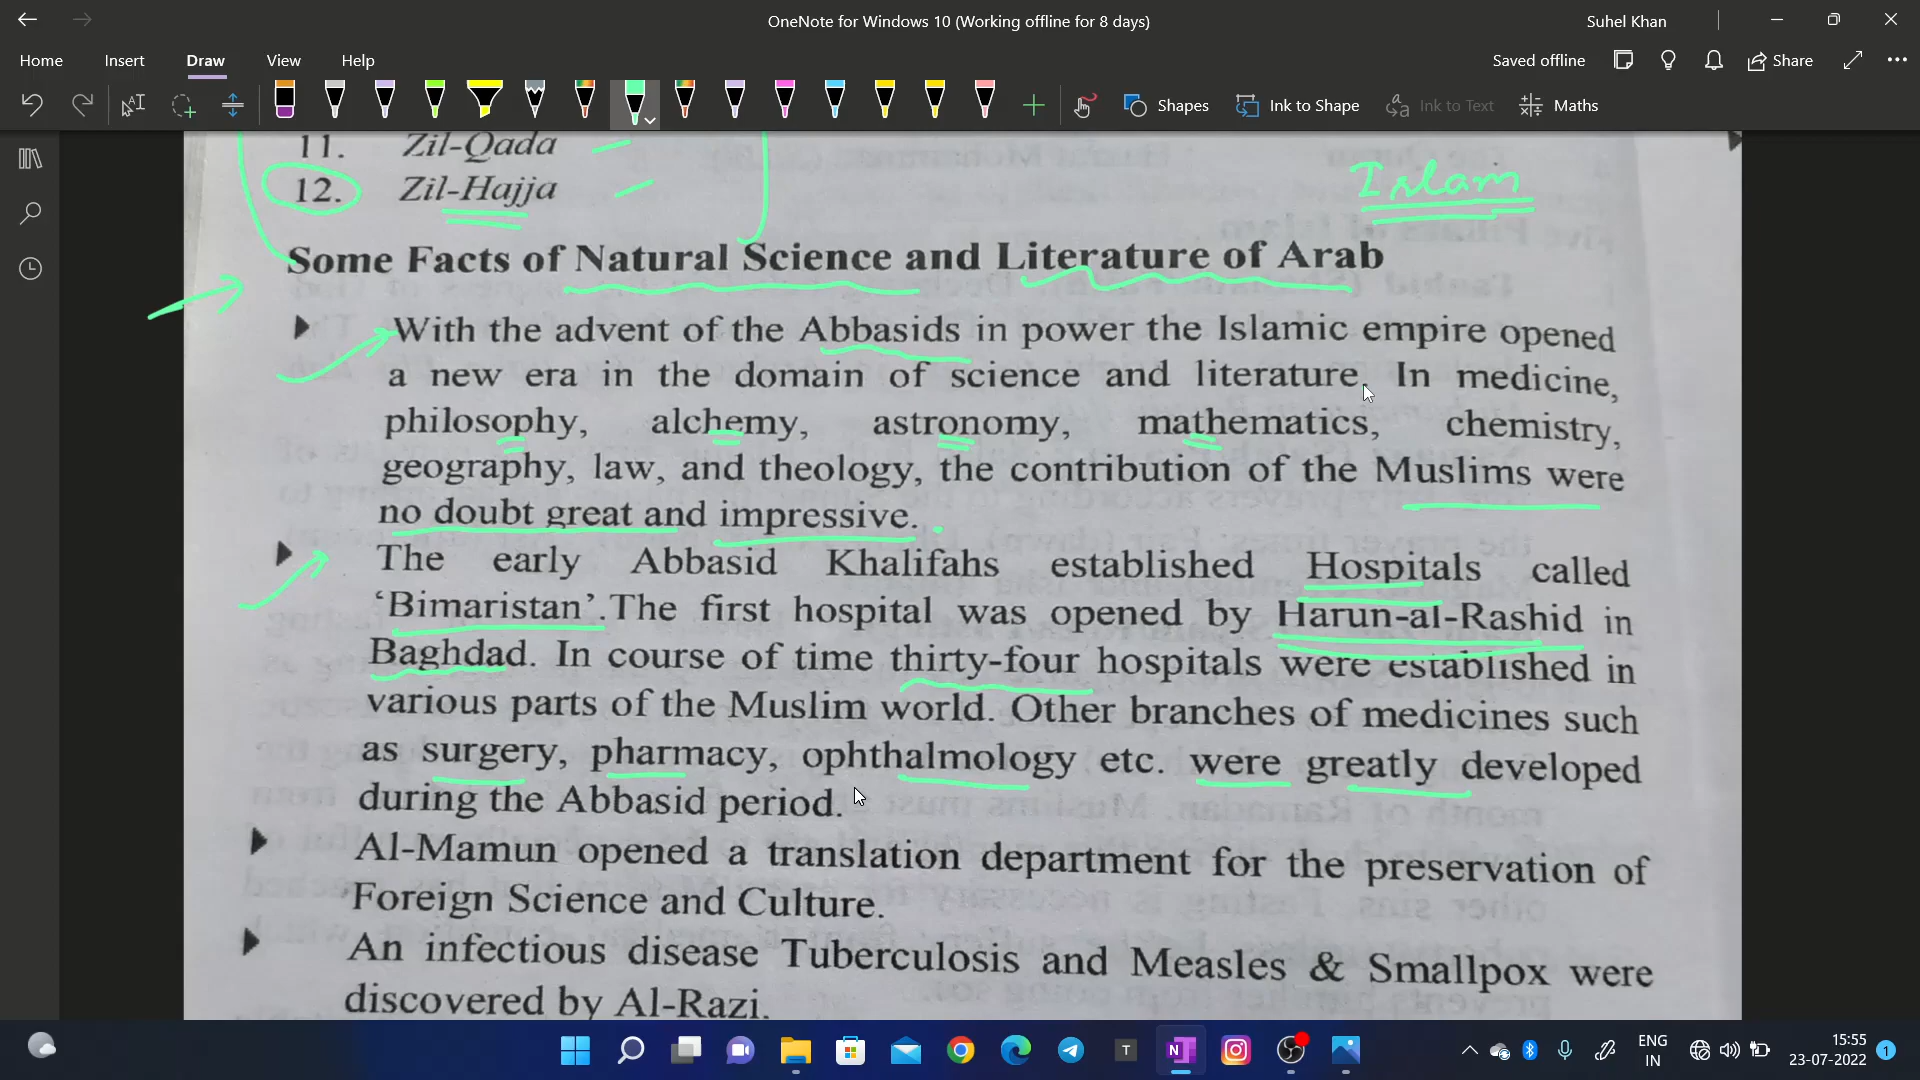 OneNote for Windows 10 (Working offline for 8 days)
Suhel Khan
Home Insert Draw View Help
Saved offline
Share
Shapes Ink to Shape Ink to Text Maths
11. Zil-Qada
12. Zil-Hajja
Islam
Some Facts of Natural Science and Literature of Arab
With the advent of the Abbasids in power the Islamic empire opened
a new era in the domain of science and literature. In medicine,
philosophy, alchemy, astronomy, mathematics, chemistry,
geography, law, and theology, the contribution of the Muslims were
no doubt great and impressive.
The early Abbasid Khalifahs established Hospitals called
‘Bimaristan’.The first hospital was opened by Harun-al-Rashid in
Baghdad. In course of time thirty-four hospitals were established in
various parts of the Muslim world. Other branches of medicines such
as surgery, pharmacy, ophthalmology etc. were greatly developed
during the Abbasid period.
Al-Mamun opened a translation department for the preservation of
Foreign Science and Culture.
An infectious disease Tuberculosis and Measles & Smallpox were
discovered by Al-Razi.
ENG
IN
15:55
23-07-2022
1